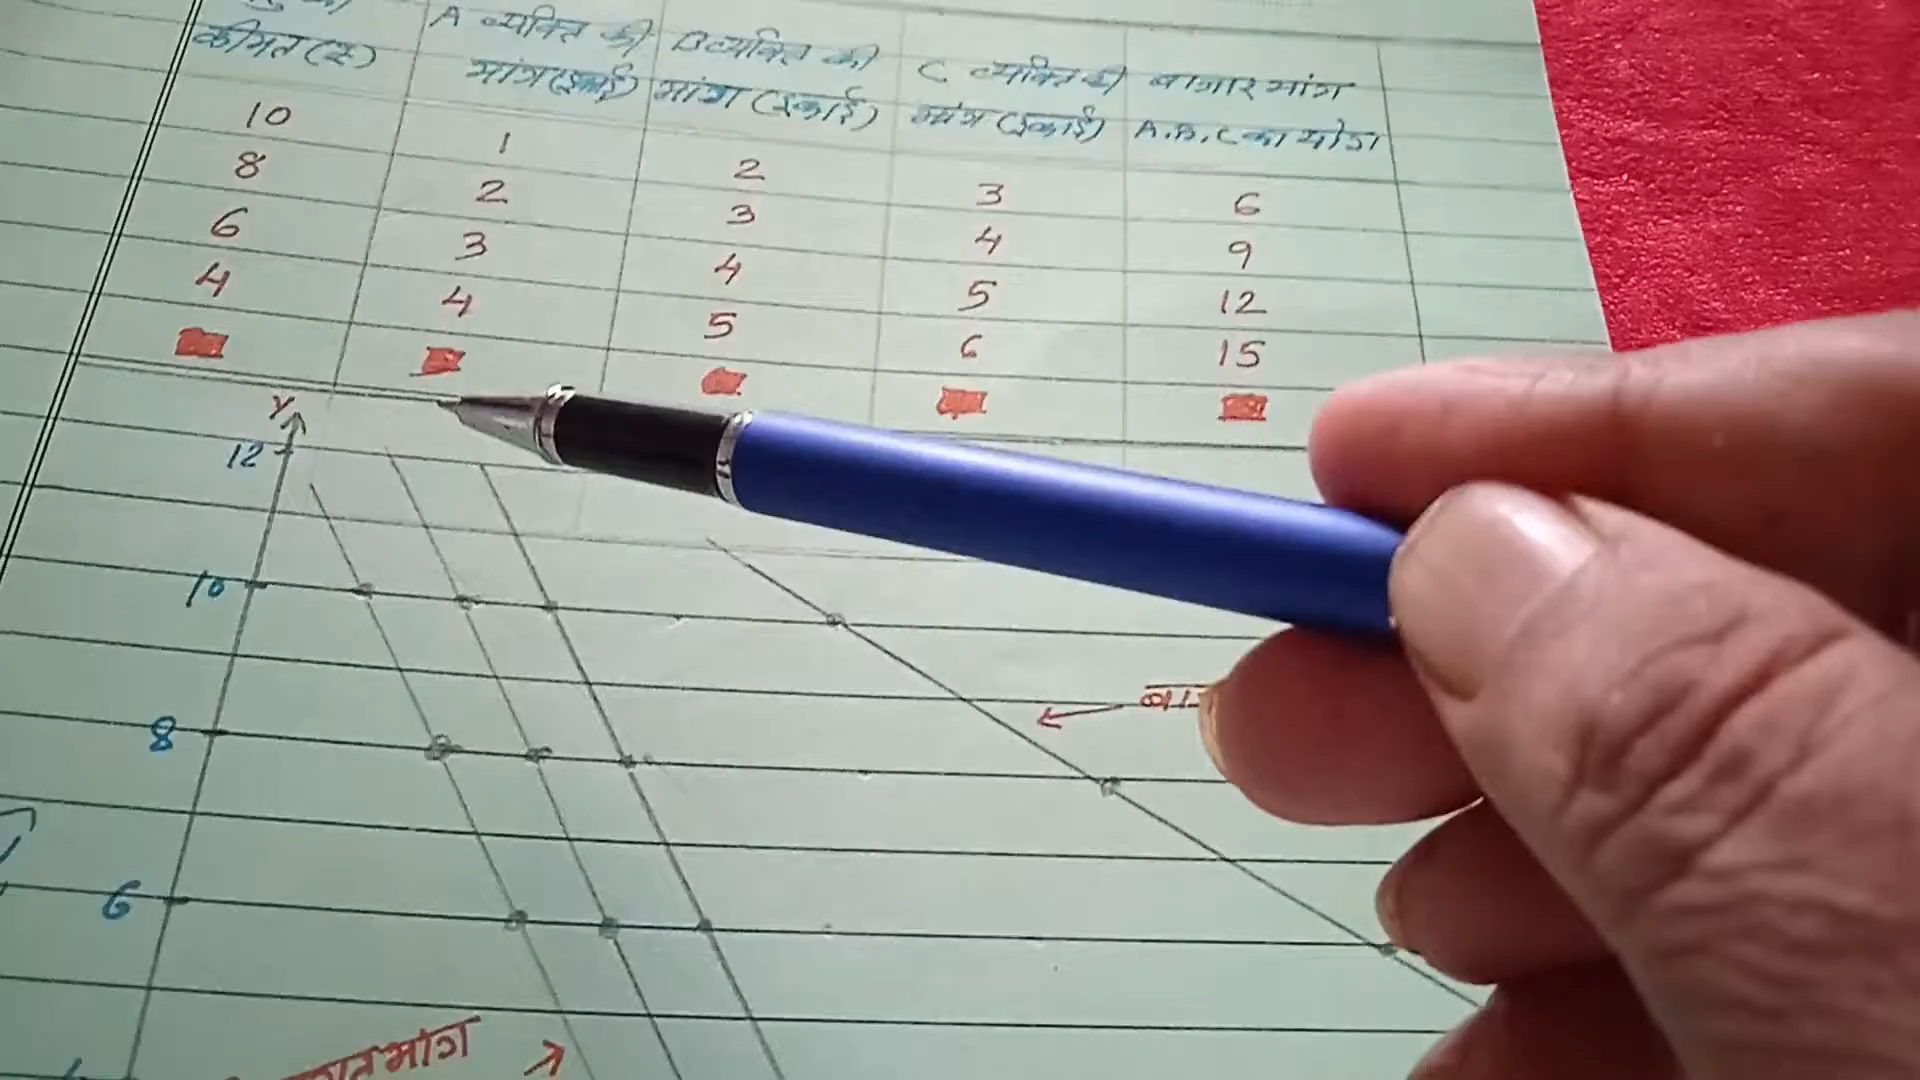 कीमत (रु) A व्यक्ति की B व्यक्ति की C व्यक्ति की बाजार मांग
मांग (इकाई) मांग (इकाई) मांग (इकाई) A.B.C का योग
10 1 2 3 6
8 2 3 4 9
6 3 4 5 12
4 4 5 6 15
Y
12
10
8
6
मांग